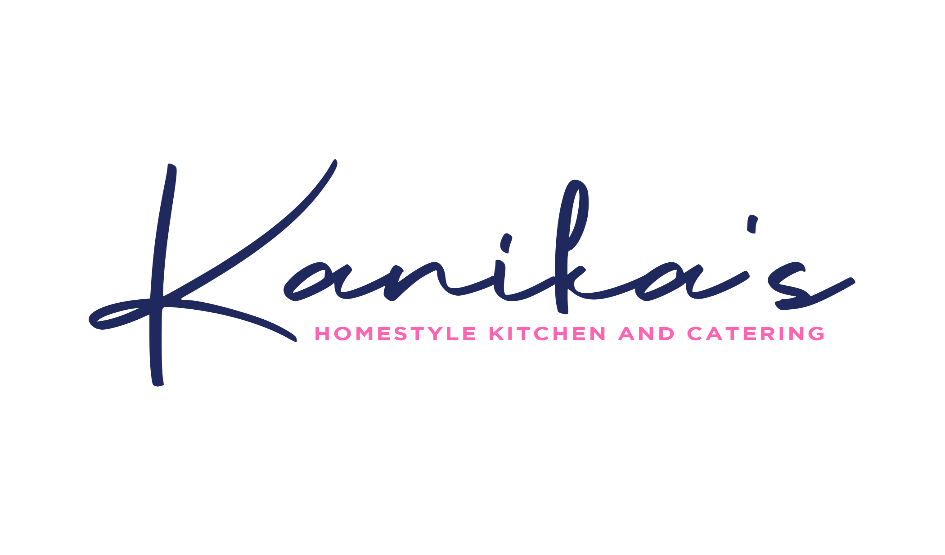 Kanika's
HOMESTYLE KITCHEN AND CATERING